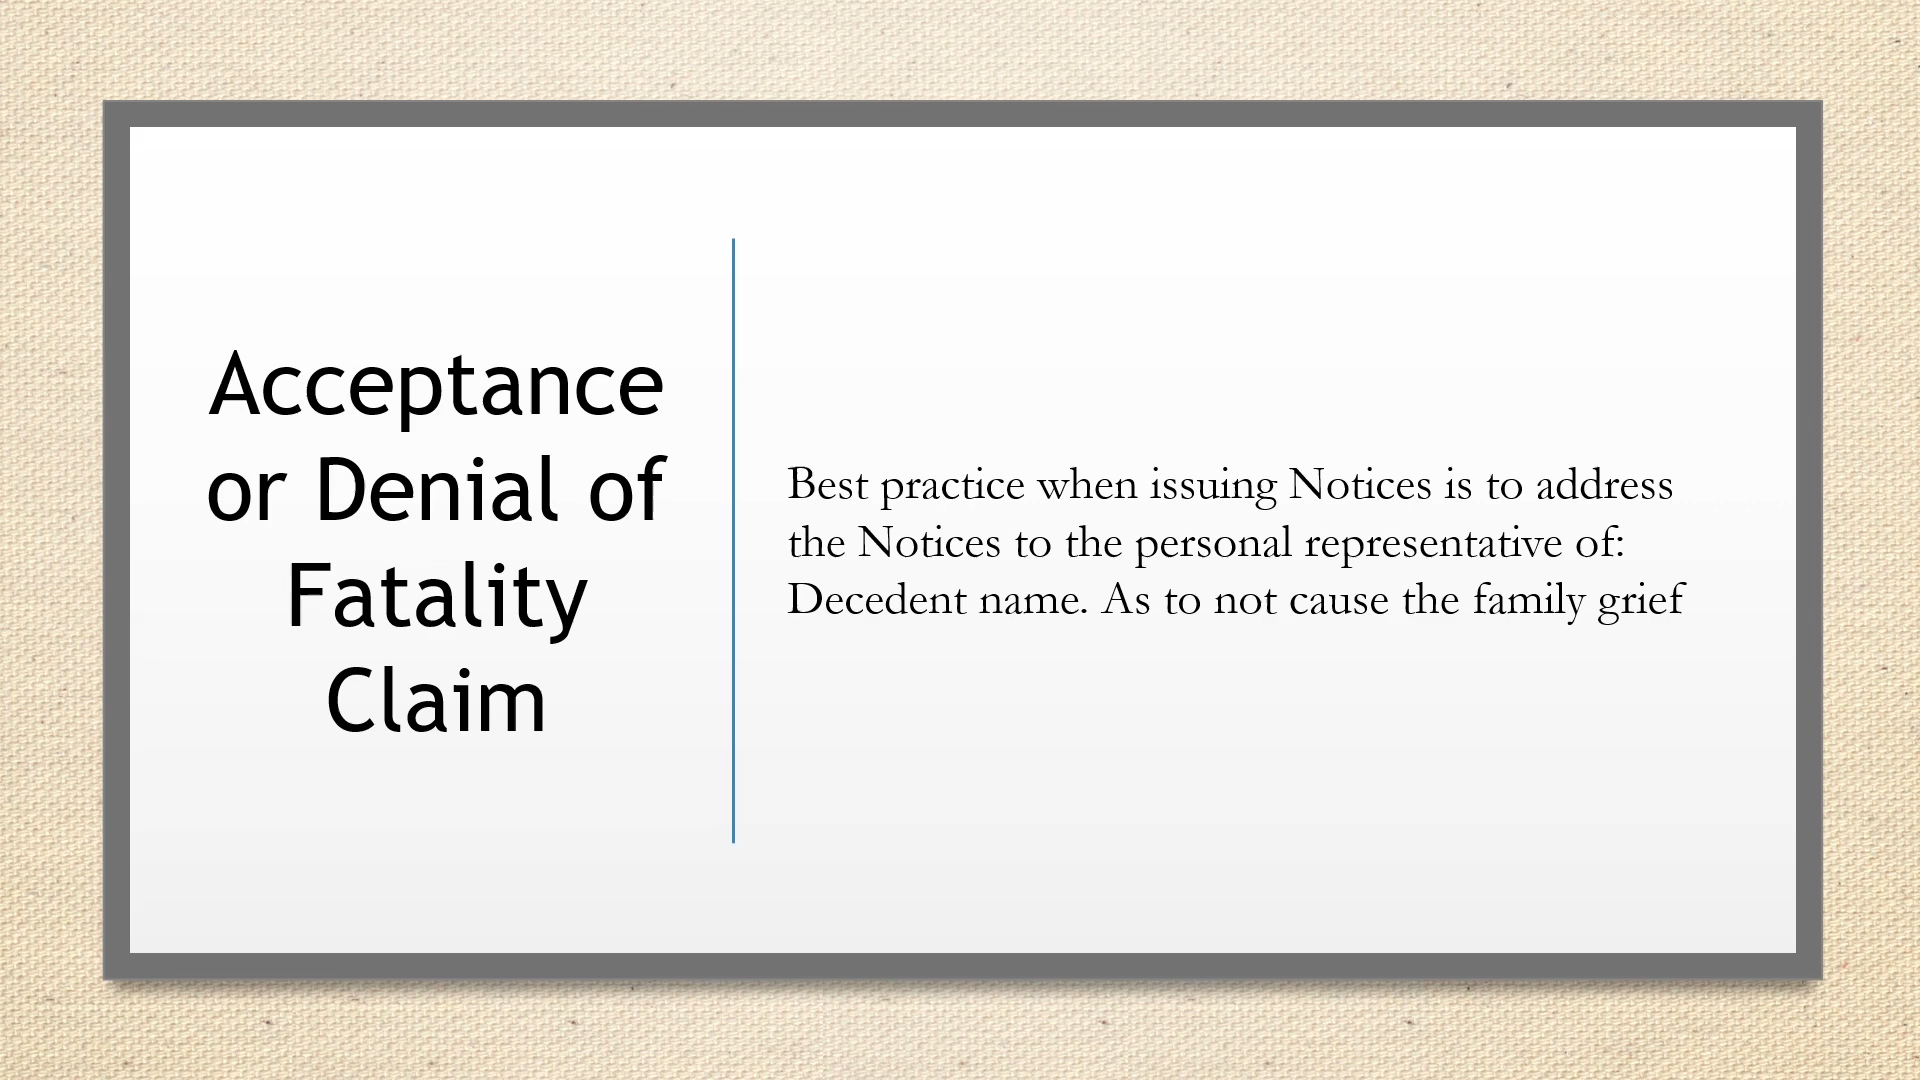 Acceptance
or Denial of
Fatality
Claim
Best practice when issuing Notices is to address
the Notices to the personal representative of:
Decedent name. As to not cause the family grief